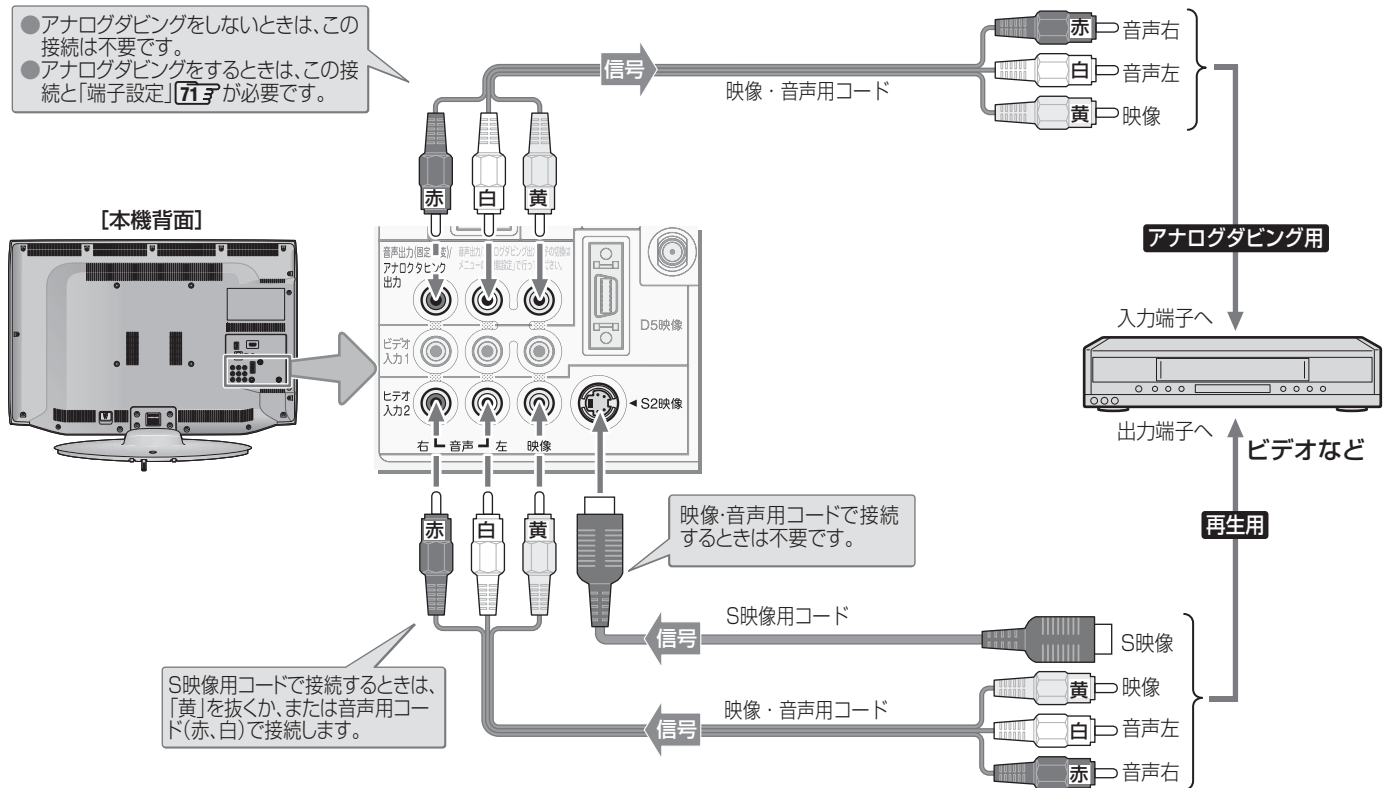 ●アナログダビングをしないときは、この
接続は不要です。
●アナログダビングをするときは、この接
続と「端子設定」71 が必要です。
信号
映像・音声用コード
赤 音声右
白 音声左
黄 映像
赤 白 黄
[本機背面]
アナログダビング用
音声出力(固定
アナログダビング
出力
D5映像
ビデオ
入力1
ビデオ
入力2
S2映像
右 音声 左 映像
入力端子へ
出力端子へ
ビデオなど
再生用
赤 白 黄
映像・音声用コードで接続
するときは不要です。
S映像用コード
信号
S映像
S映像用コードで接続するときは、
「黄」を抜くか、または音声用コー
ド(赤、白)で接続します。
映像・音声用コード
信号
黄 映像
白 音声左
赤 音声右